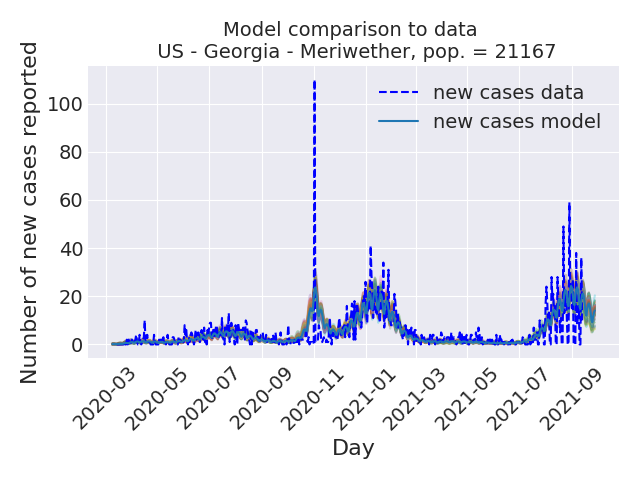 Model comparison to data
US - Georgia - Meriwether, pop. = 21167
Number of new cases reported
100
80
60
40
20
0
new cases data
new cases model
2020-03
2020-05
2020-07
2020-09
2020-11
2021-01
2021-03
2021-05
2021-07
2021-09
Day